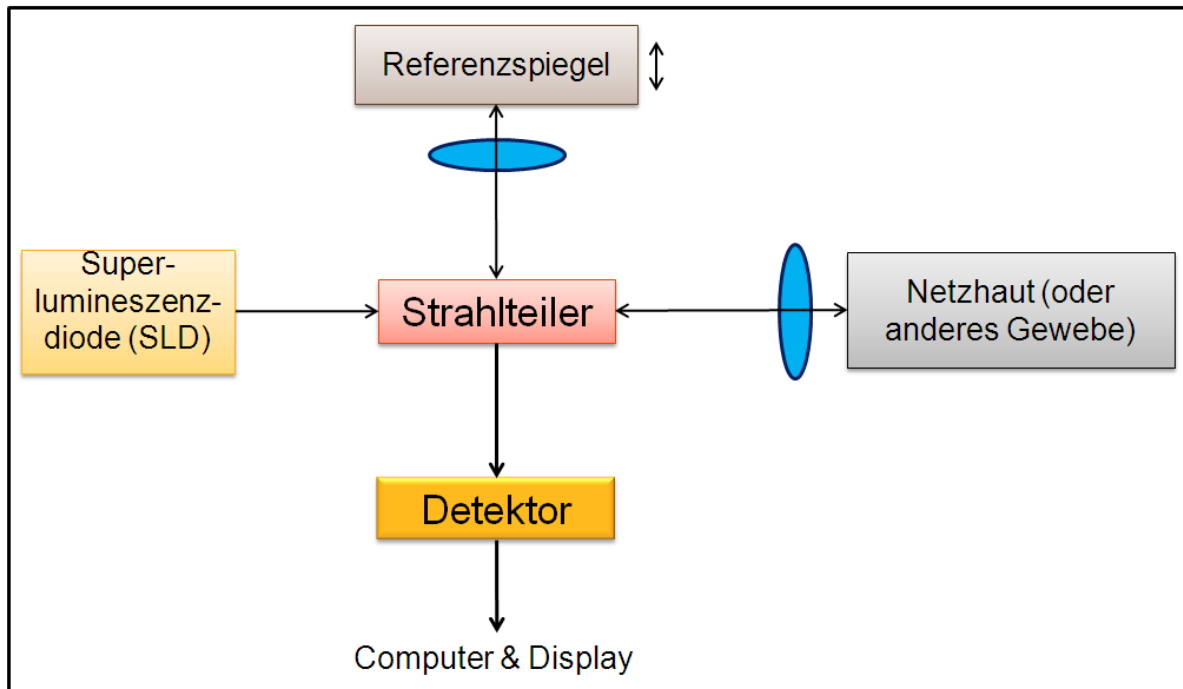 Referenzspiegel
Super-
lumineszenz-
diode (SLD)
Strahlteiler
Netzhaut (oder
anderes Gewebe)
Detektor
Computer & Display